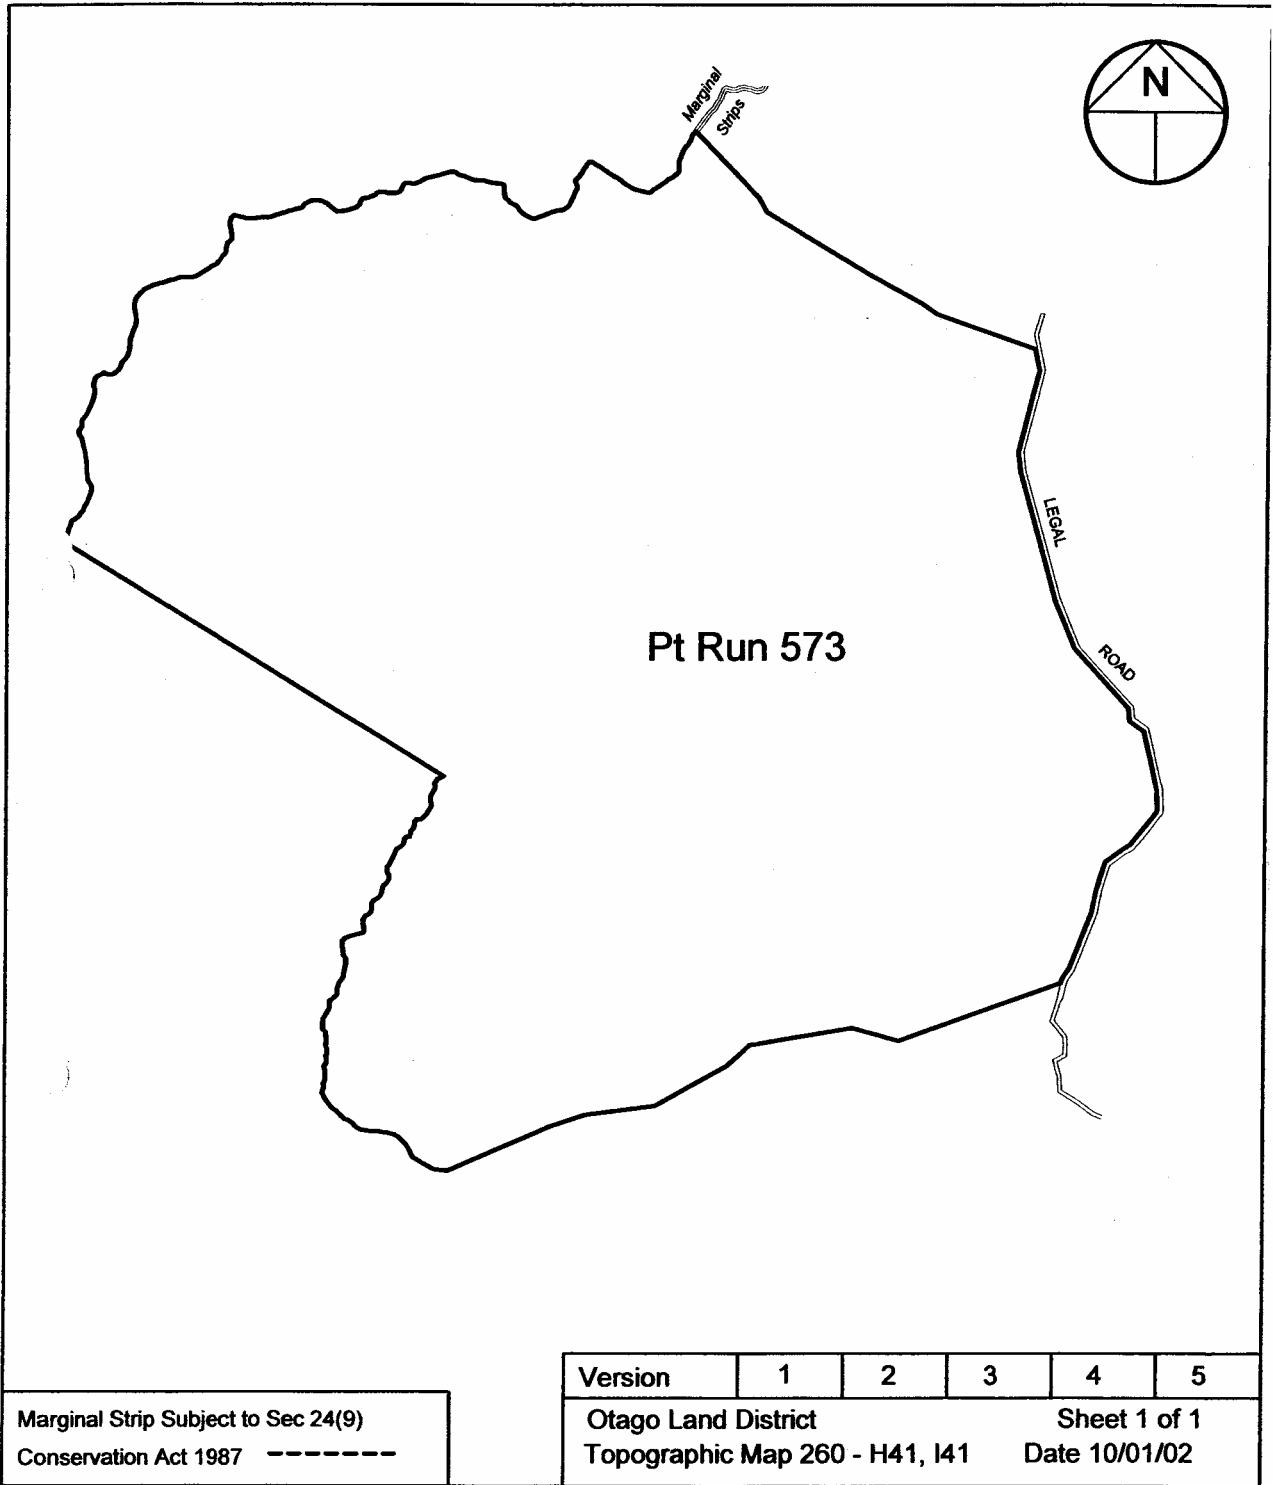 N
Marginal
Strips
LEGAL
ROAD
Pt Run 573
Version 1 2 3 4 5
Marginal Strip Subject to Sec 24(9)
Conservation Act 1987
Otago Land District Sheet 1 of 1
Topographic Map 260 - H41, I41 Date 10/01/02